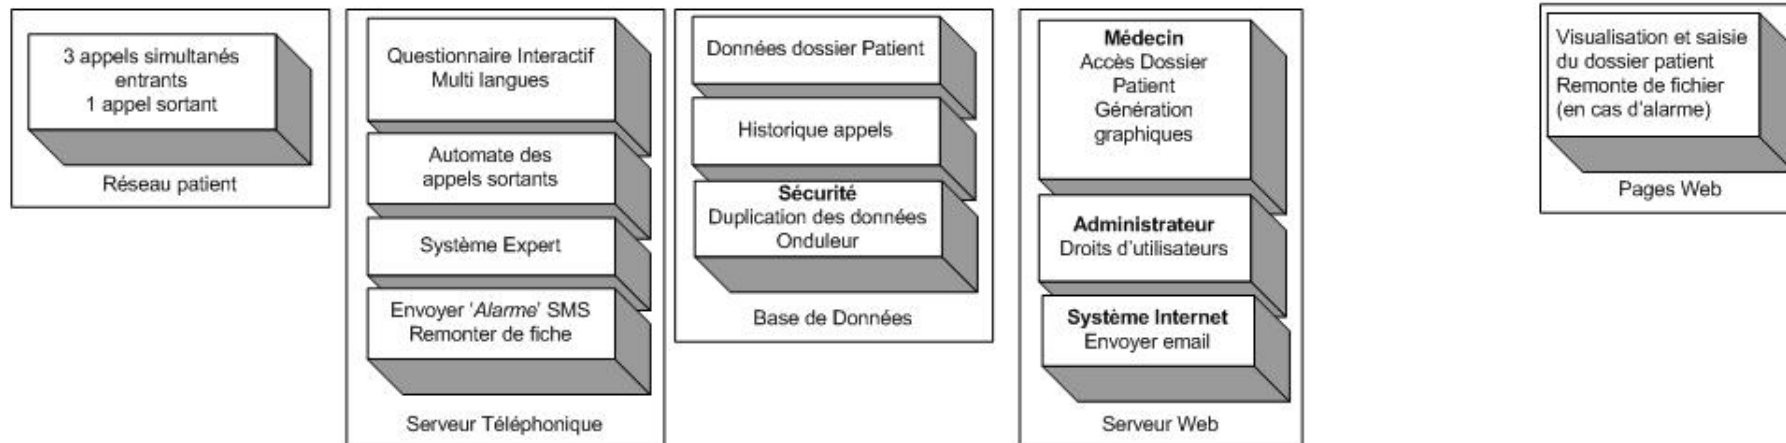 3 appels simultanés
entrants
1 appel sortant
Réseau patient
Questionnaire Interactif
Multi langues
Automate des
appels sortants
Système Expert
Envoyer ‘Alarme’ SMS
Remonter de fiche
Serveur Téléphonique
Données dossier Patient
Historique appels
Sécurité
Duplication des données
Onduleur
Base de Données
Médecin
Accès Dossier
Patient
Génération
graphiques
Administrateur
Droits d’utilisateurs
Système Internet
Envoyer email
Serveur Web
Visualisation et saisie
du dossier patient
Remonte de fichier
(en cas d’alarme)
Pages Web